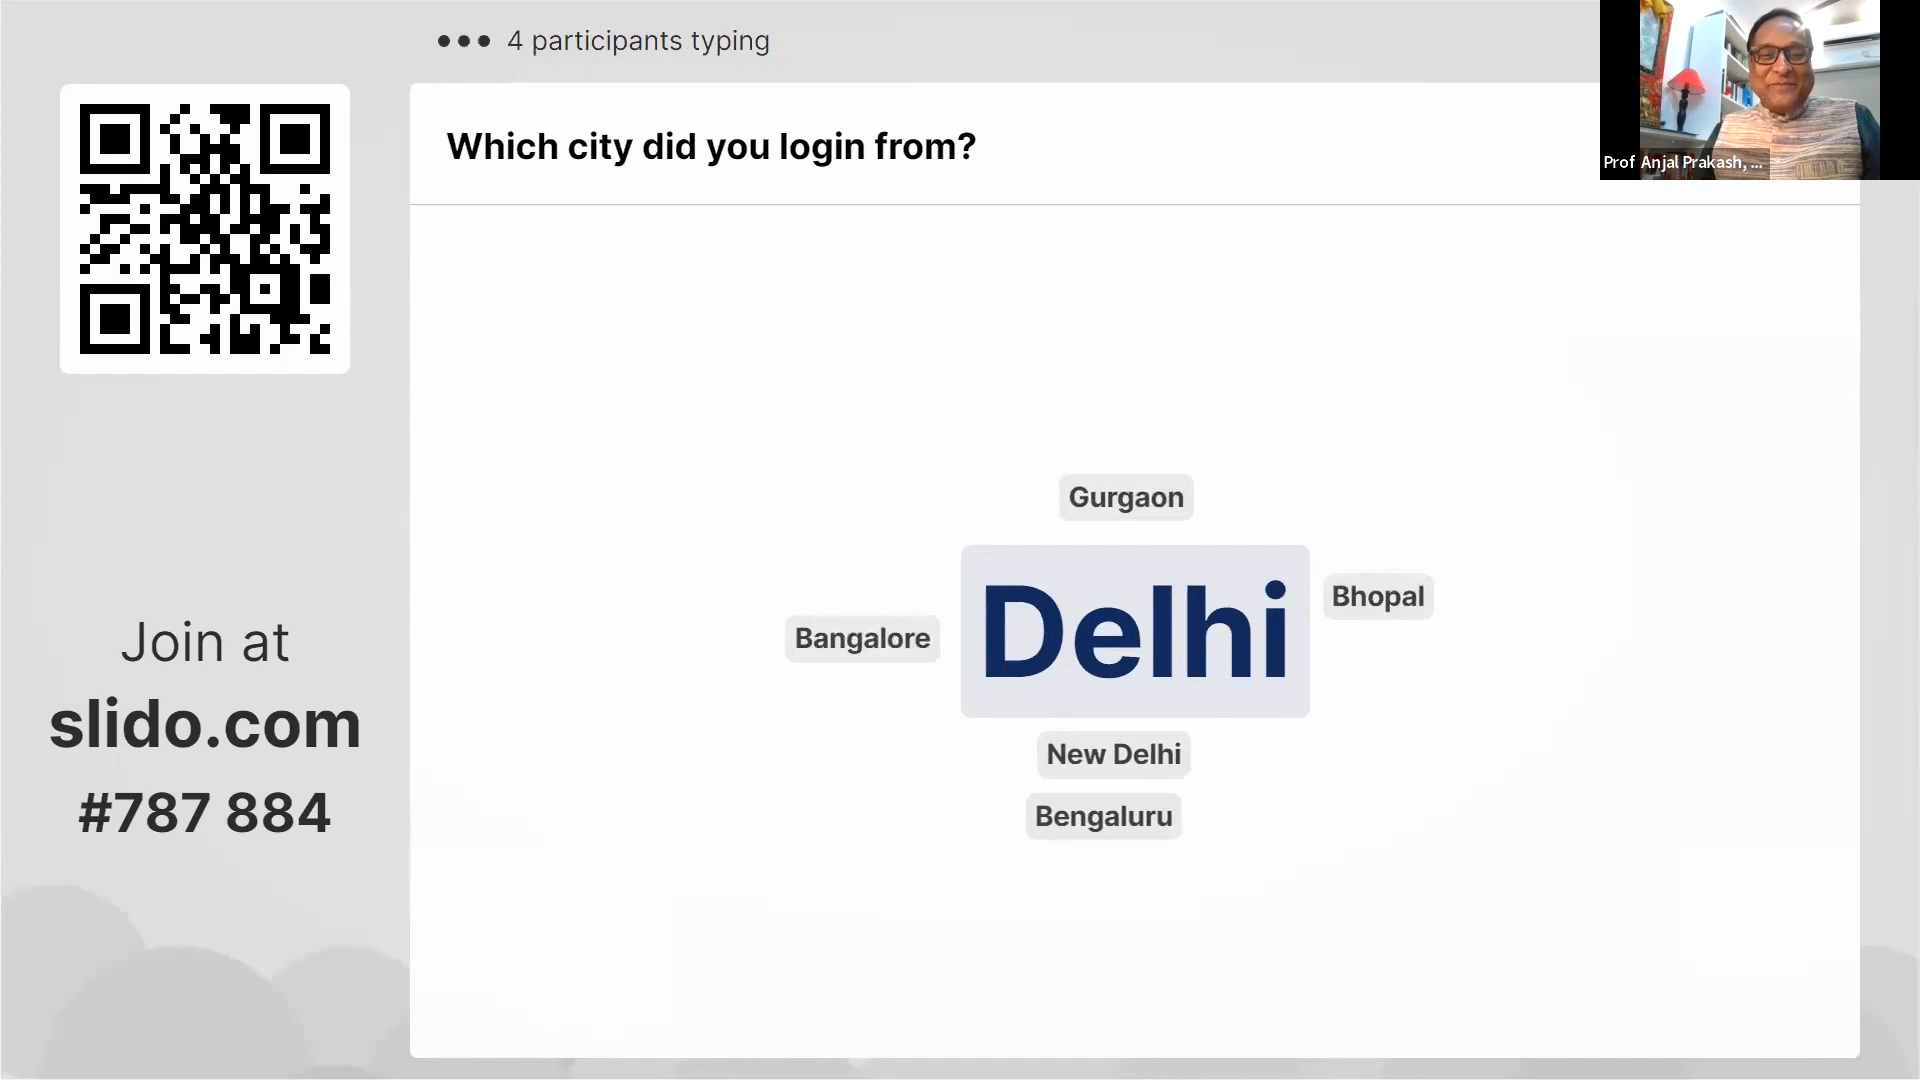 4 participants typing
Which city did you login from?
Prof Anjal Prakash, ...
Gurgaon
Delhi
Bhopal
Bangalore
New Delhi
Bengaluru
Join at
slido.com
#787 884